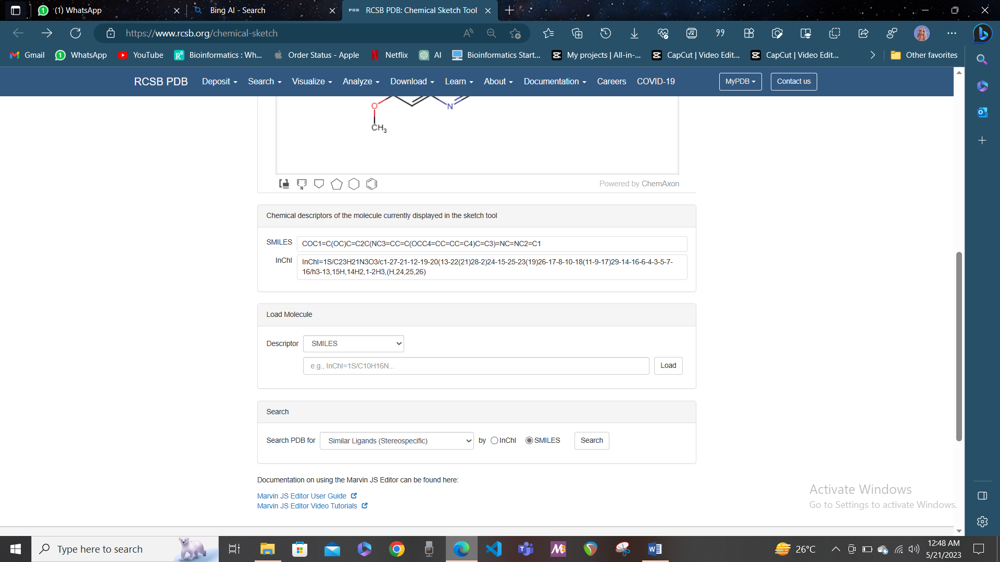 (1) WhatsApp
Bing AI - Search
PDB RCSB PDB: Chemical Sketch Tool
https://www.rcsb.org/chemical-sketch
Gmail
WhatsApp
YouTube
Bioinformatics : Wh...
Order Status - Apple
Netflix
AI
Bioinformatics Start...
My projects | All-in-...
CapCut | Video Edit...
CapCut | Video Edit...
Other favorites
RCSB PDB Deposit Search Visualize Analyze Download Learn About Documentation Careers COVID-19 MyPDB Contact us
O
N
CH3
N
Powered by ChemAxon
Chemical descriptors of the molecule currently displayed in the sketch tool
SMILES COC1=C(OC)C=C2C(NC3=CC=C(OCC4=CC=CC=C4)C=C3)=NC=NC2=C1
InChI InChI=1S/C23H21N3O3/c1-27-21-12-19-20(13-22(21)28-2)24-15-25-23(19)26-17-8-10-18(11-9-17)29-14-16-6-4-3-5-7-
16/h3-13,15H,14H2,1-2H3,(H,24,25,26)
Load Molecule
Descriptor SMILES
e.g., InChI=1S/C10H16N... Load
Search
Search PDB for Similar Ligands (Stereospecific) by InChI SMILES Search
Documentation on using the Marvin JS Editor can be found here:
Marvin JS Editor User Guide
Marvin JS Editor Video Tutorials
Activate Windows
Go to Settings to activate Windows.
Type here to search
26°C
12:48 AM
5/21/2023